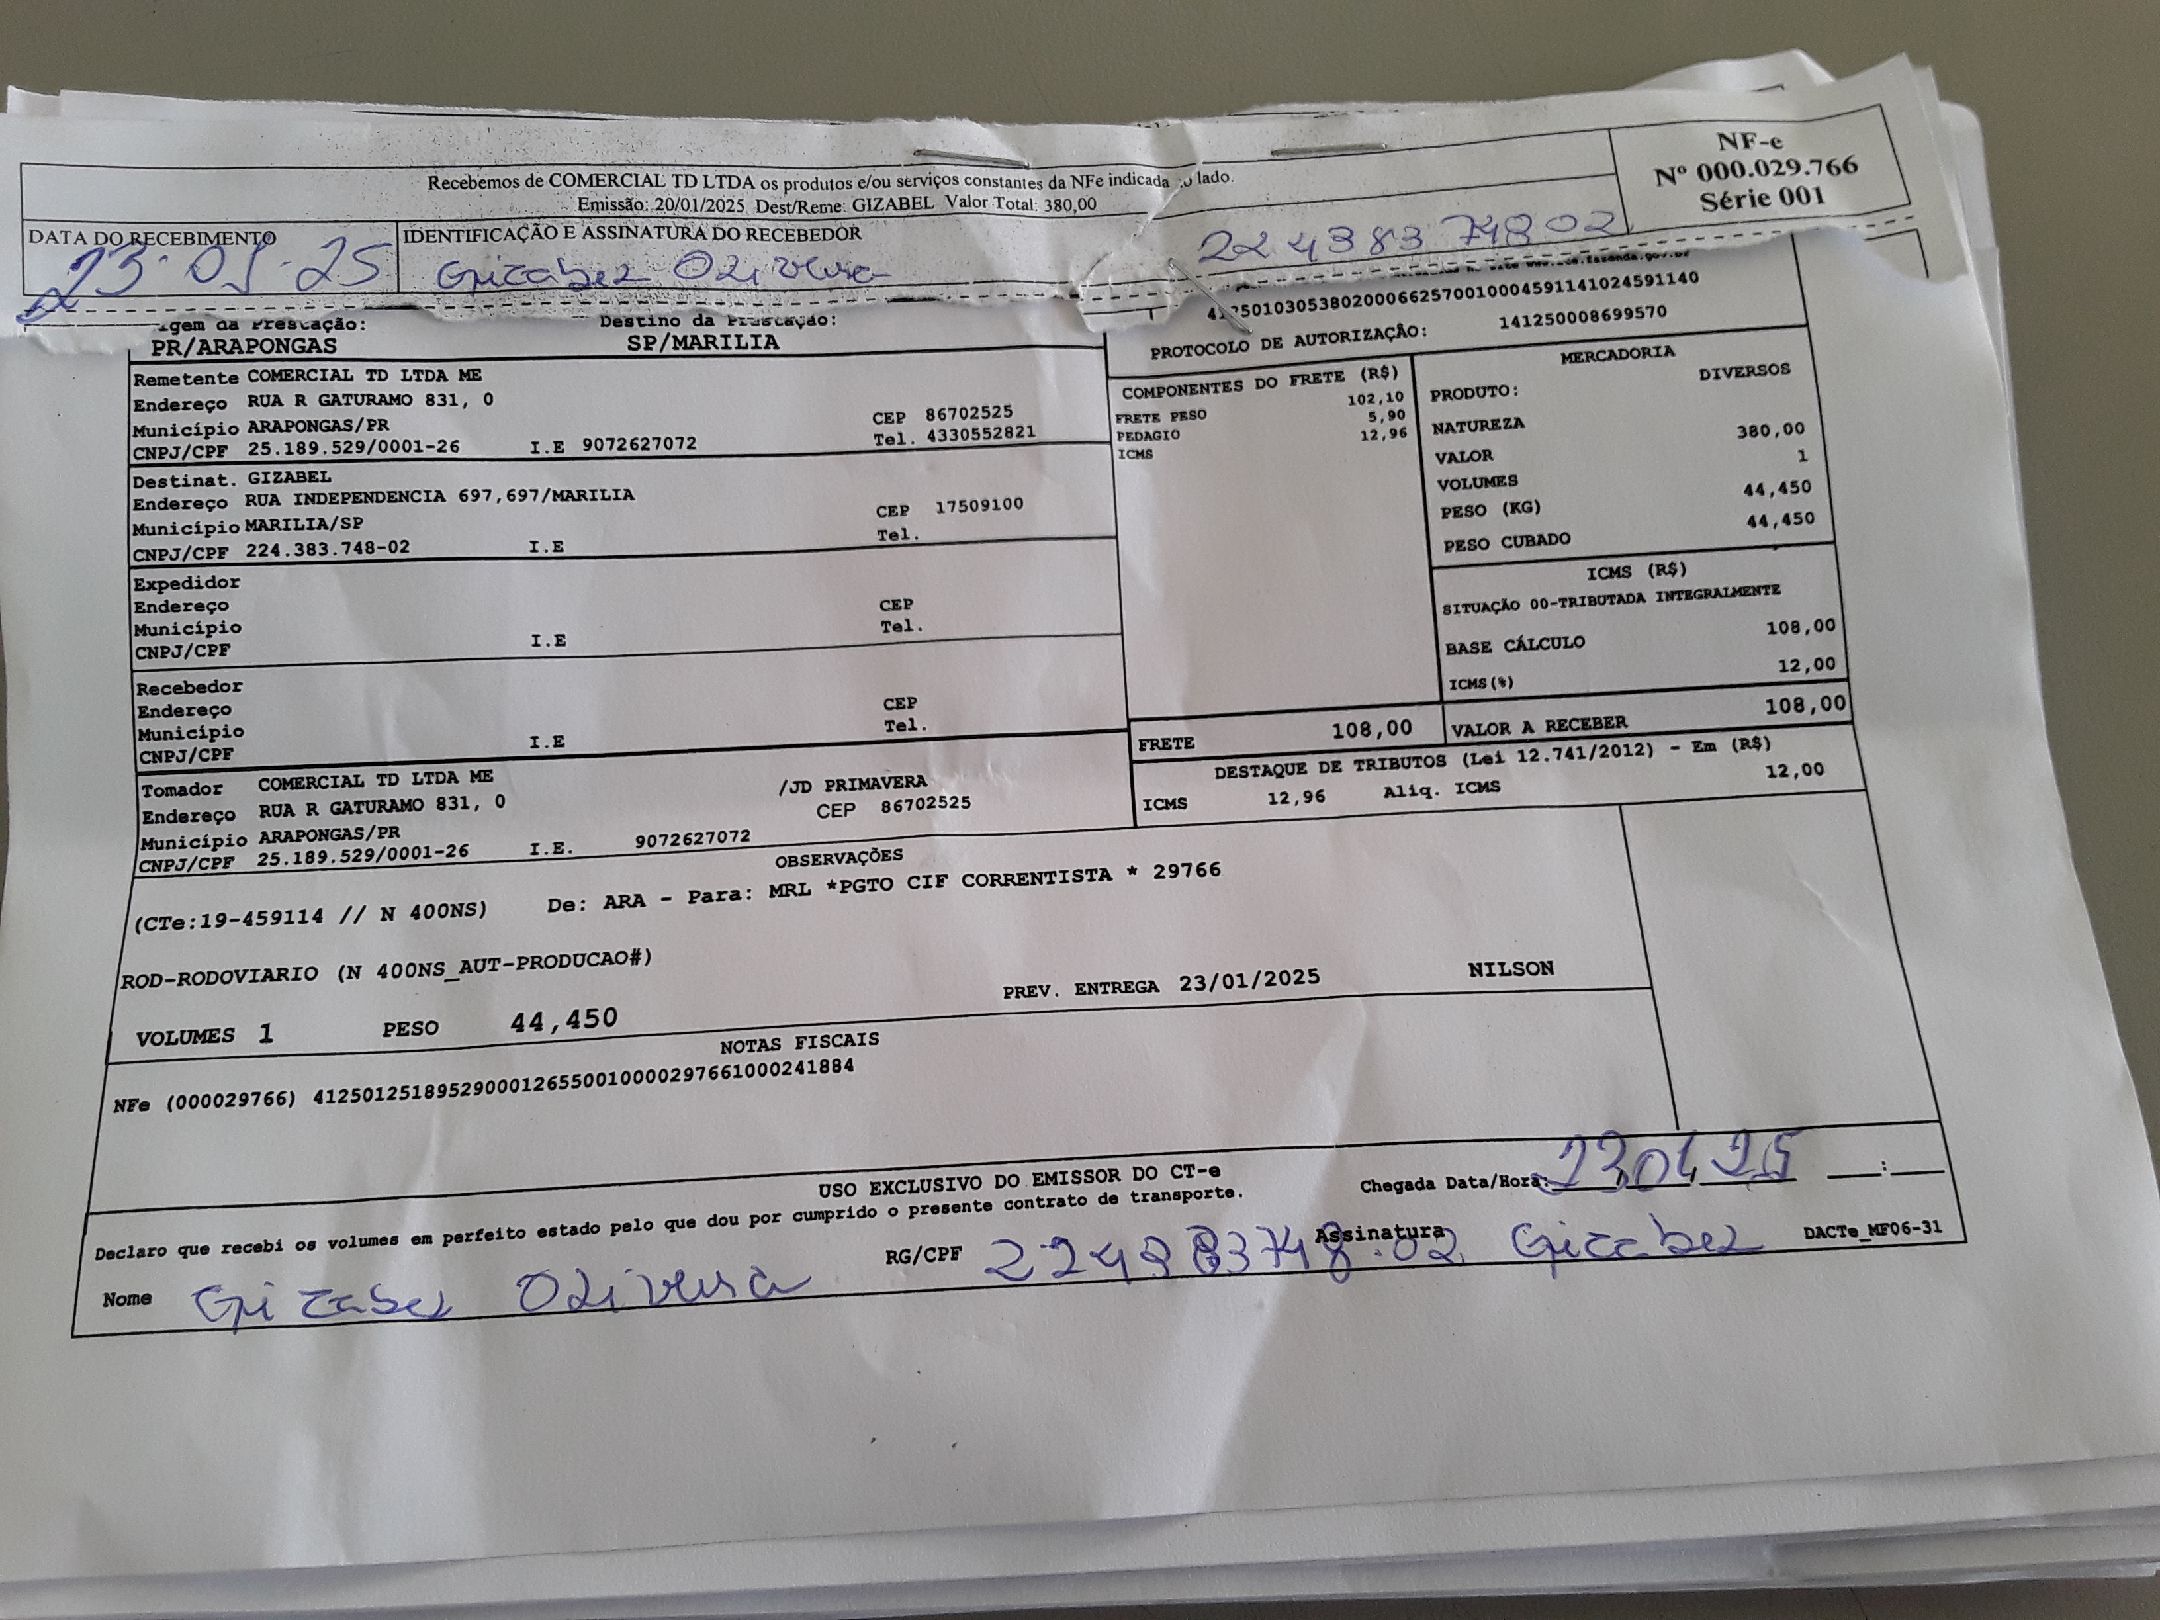 Recebemos de COMERCIAL TD LTDA os produtos e/ou serviços constantes da NFe indicada lado.
Emissão: 20/01/2025 Dest/Reme: GIZABEL Valor Total: 380,00
NF-e
Nº 000.029.766
Série 001
DATA DO RECEBIMENTO
23.01.25
IDENTIFICAÇÃO E ASSINATURA DO RECEBEDOR
Gizabel Oliveira
22438374802
Prestação:
PR/ARAPONGAS
Destino da Prestação:
SP/MARILIA
501030538020006625700100045911410245 91140
PROTOCOLO DE AUTORIZAÇÃO: 141250008699570
Remetente COMERCIAL TD LTDA ME
Endereço RUA R GATURAMO 831, 0
Município ARAPONGAS/PR CEP 86702525
CNPJ/CPF 25.189.529/0001-26 I.E 9072627072 Tel. 4330552821
Destinat. GIZABEL
Endereço RUA INDEPENDENCIA 697,697/MARILIA
Município MARILIA/SP CEP 17509100
CNPJ/CPF 224.383.748-02 I.E Tel.
Expedidor
Endereço
Município CEP
CNPJ/CPF I.E Tel.
Recebedor
Endereço
Município CEP
CNPJ/CPF I.E Tel.
Tomador COMERCIAL TD LTDA ME
Endereço RUA R GATURAMO 831, 0 /JD PRIMAVERA
Município ARAPONGAS/PR CEP 86702525
CNPJ/CPF 25.189.529/0001-26 I.E. 9072627072
COMPONENTES DO FRETE (R$)
FRETE PESO 102,10
PEDAGIO 5,90
ICMS 12,96
MERCADORIA
PRODUTO: DIVERSOS
NATUREZA
VALOR 380,00
VOLUMES 1
PESO (KG) 44,450
PESO CUBADO 44,450
ICMS (R$)
SITUAÇÃO 00-TRIBUTADA INTEGRALMENTE
BASE CÁLCULO 108,00
ICMS(%) 12,00
FRETE 108,00
VALOR A RECEBER 108,00
DESTAQUE DE TRIBUTOS (Lei 12.741/2012) - Em (R$)
ICMS 12,96 Aliq. ICMS 12,00
OBSERVAÇÕES
(CTe:19-459114 // N 400NS) De: ARA - Para: MRL *PGTO CIF CORRENTISTA * 29766
ROD-RODOVIARIO (N 400NS_AUT-PRODUCAO#)
VOLUMES 1 PESO 44,450 PREV. ENTREGA 23/01/2025 NILSON
NOTAS FISCAIS
NFe (000029766) 41250125189529000126550010000297661000241884
USO EXCLUSIVO DO EMISSOR DO CT-e
Declaro que recebi os volumes em perfeito estado pelo que dou por cumprido o presente contrato de transporte.
Chegada Data/Hora: 23 01 25 __:__
Nome Gizabel Oliveira RG/CPF 224383748.02 Assinatura Gizabel
DACTe_MF06-31